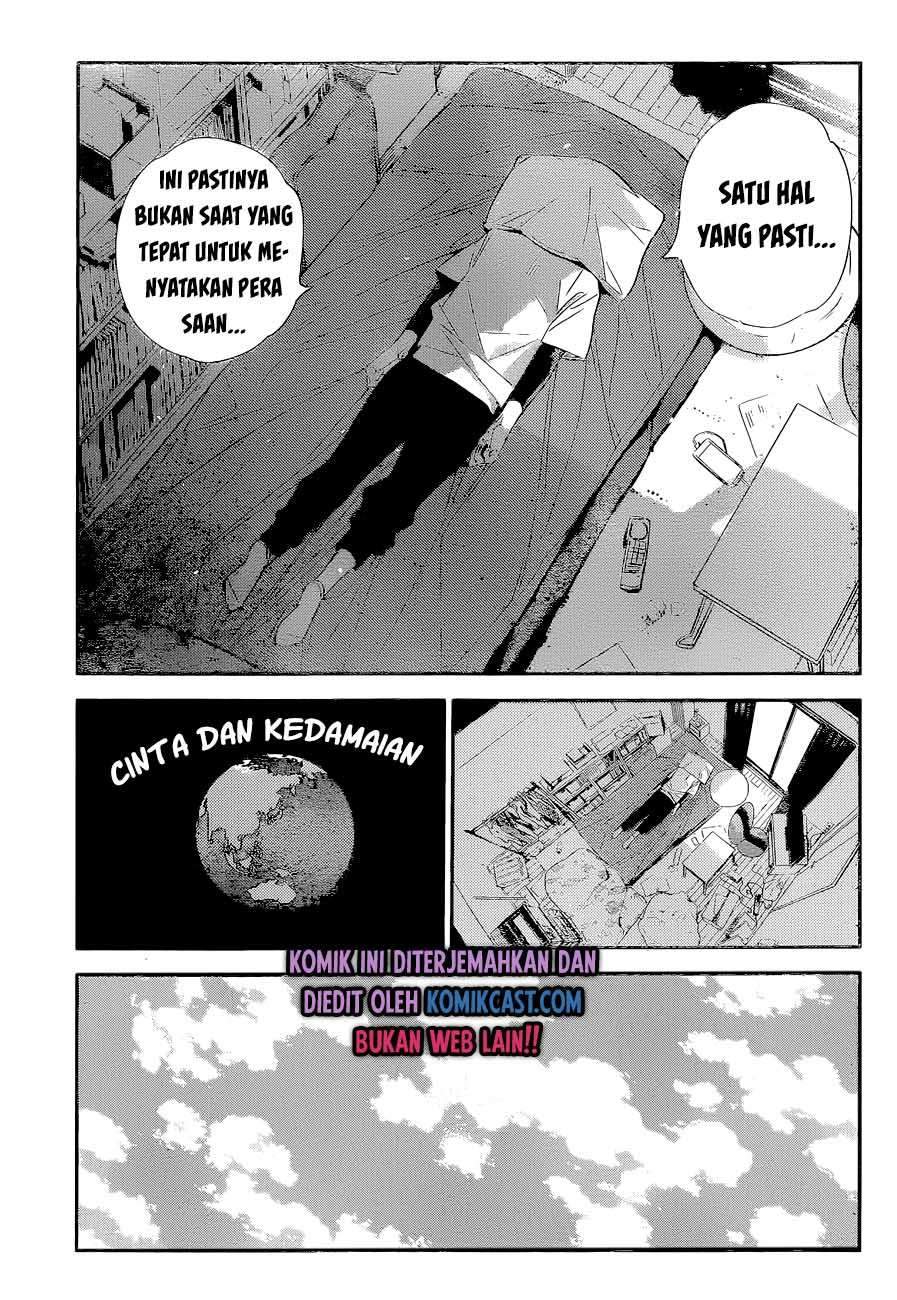 SATU HAL
YANG PASTI...
INI PASTINYA
BUKAN SAAT YANG
TEPAT UNTUK ME-
NYATAKAN PERA
SAAN...
CINTA DAN KEDAMAIAN
KOMIK INI DITERJEMAHKAN DAN
DIEDIT OLEH KOMIKCAST.COM
BUKAN WEB LAIN!!